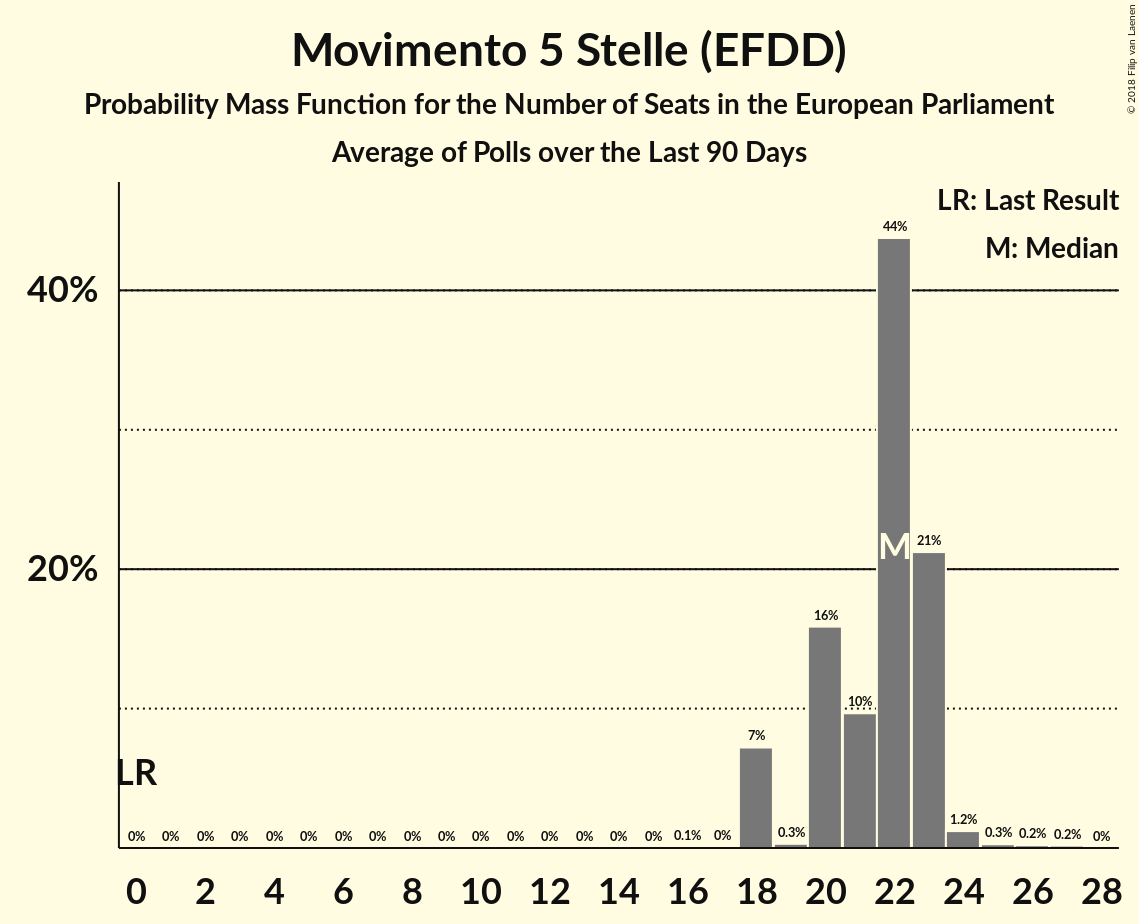 Movimento 5 Stelle (EFDD)
Probability Mass Function for the Number of Seats in the European Parliament
Average of Polls over the Last 90 Days
© 2018 Filip van Laenen
LR: Last Result
M: Median
44%
40%
M
21%
20%
16%
10%
7%
LR
0% 0% 0% 0% 0% 0% 0% 0% 0% 0% 0% 0% 0% 0% 0% 0% 0.1% 0% 0.3% 1.2% 0.3% 0.2% 0.2% 0%
0 2 4 6 8 10 12 14 16 18 20 22 24 26 28